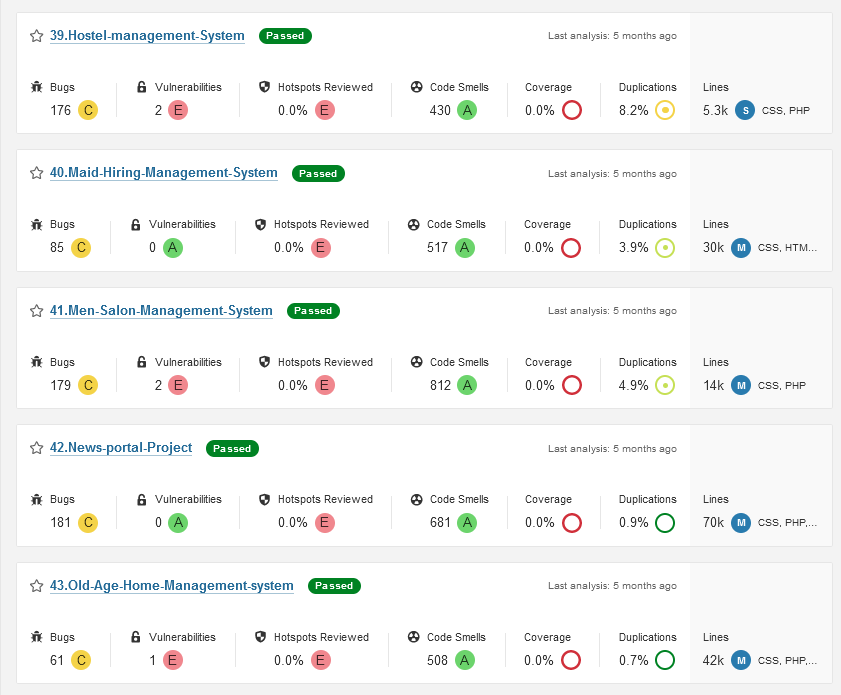 39.Hostel-management-System Passed Last analysis: 5 months ago
Bugs Vulnerabilities Hotspots Reviewed Code Smells Coverage Duplications Lines
176 C 2 E 0.0% E 430 A 0.0% 8.2% 5.3k S CSS, PHP
40.Maid-Hiring-Management-System Passed Last analysis: 5 months ago
Bugs Vulnerabilities Hotspots Reviewed Code Smells Coverage Duplications Lines
85 C 0 A 0.0% E 517 A 0.0% 3.9% 30k M CSS, HTM...
41.Men-Salon-Management-System Passed Last analysis: 5 months ago
Bugs Vulnerabilities Hotspots Reviewed Code Smells Coverage Duplications Lines
179 C 2 E 0.0% E 812 A 0.0% 4.9% 14k M CSS, PHP
42.News-portal-Project Passed Last analysis: 5 months ago
Bugs Vulnerabilities Hotspots Reviewed Code Smells Coverage Duplications Lines
181 C 0 A 0.0% E 681 A 0.0% 0.9% 70k M CSS, PHP,...
43.Old-Age-Home-Management-system Passed Last analysis: 5 months ago
Bugs Vulnerabilities Hotspots Reviewed Code Smells Coverage Duplications Lines
61 C 1 E 0.0% E 508 A 0.0% 0.7% 42k M CSS, PHP,...